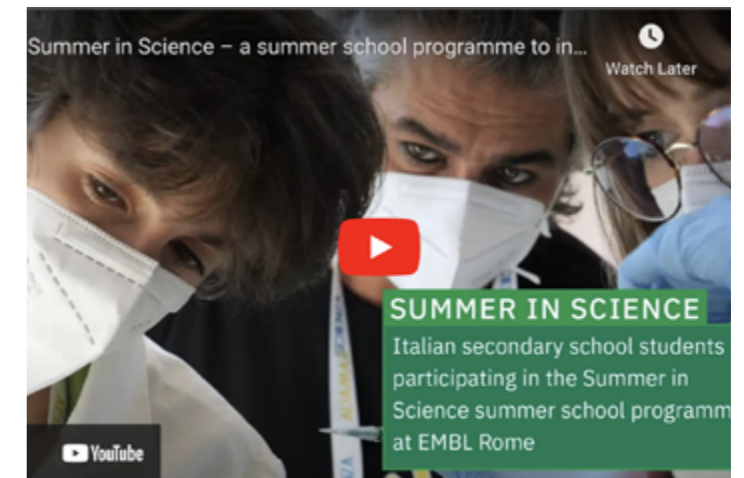 Summer in Science – a summer school programme to in...
Watch Later
SUMMER IN SCIENCE
Italian secondary school students
participating in the Summer in
Science summer school programm
at EMBL Rome
YouTube